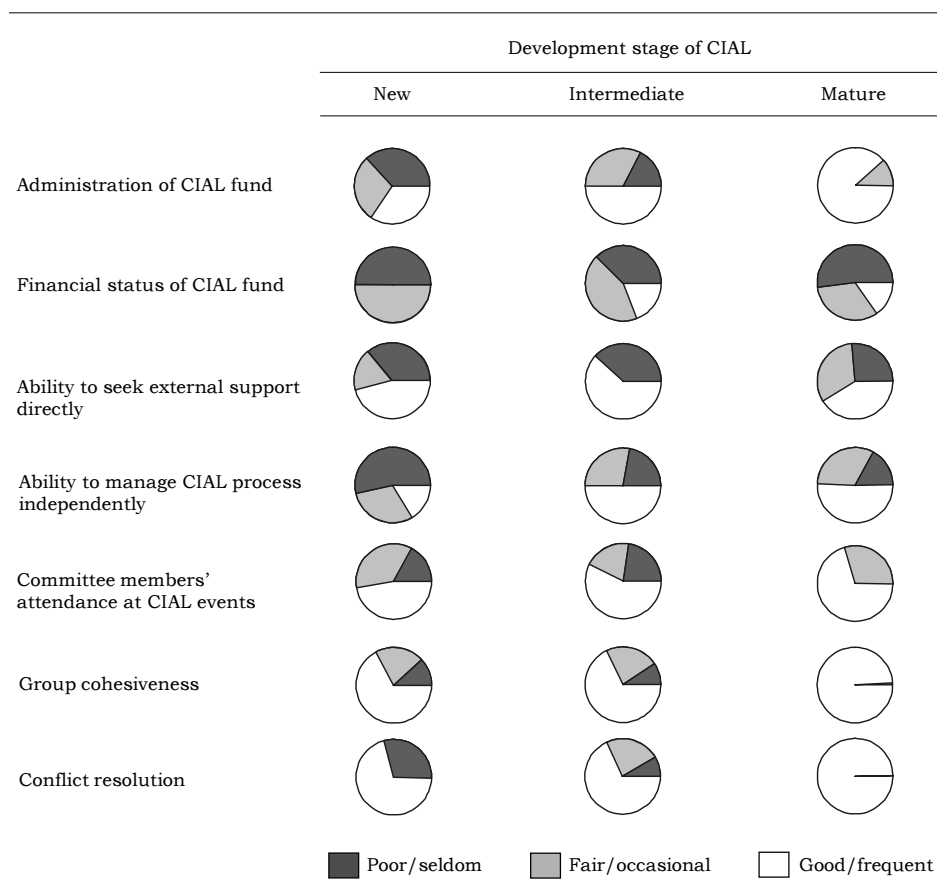 Development stage of CIAL
New Intermediate Mature
Administration of CIAL fund
Financial status of CIAL fund
Ability to seek external support
directly
Ability to manage CIAL process
independently
Committee members’
attendance at CIAL events
Group cohesiveness
Conflict resolution
Poor/seldom Fair/occasional Good/frequent